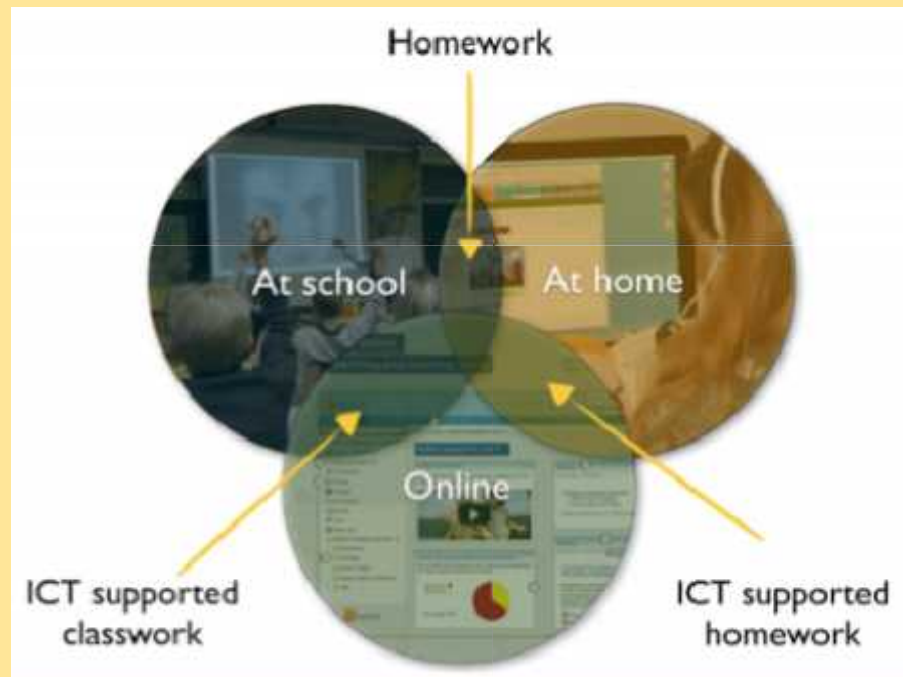 Homework
At school
At home
Online
ICT supported
classwork
ICT supported
homework